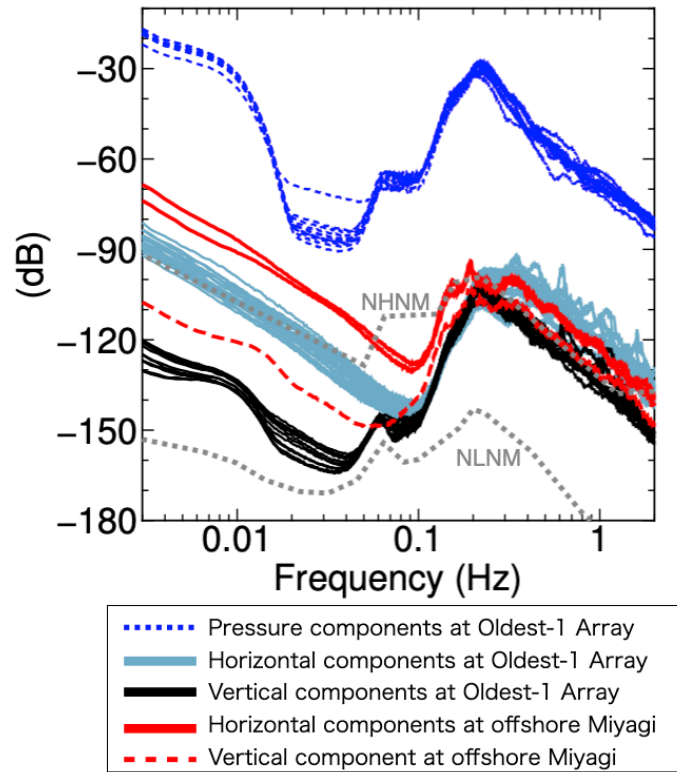 −30
−60
−90
−120
−150
−180
(dB)
NHNM
NLNM
0.01
0.1
1
Frequency (Hz)
Pressure components at Oldest-1 Array
Horizontal components at Oldest-1 Array
Vertical components at Oldest-1 Array
Horizontal components at offshore Miyagi
Vertical component at offshore Miyagi